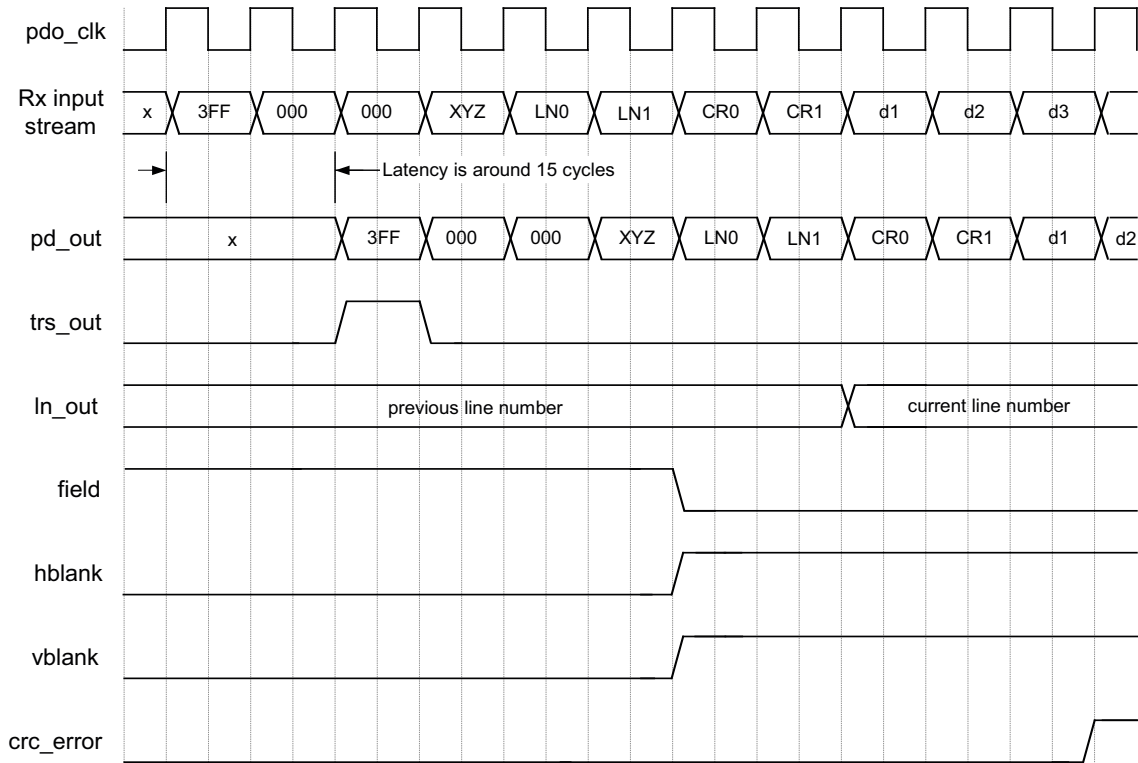 pdo_clk
Rx input
stream
x 3FF 000 000 XYZ LN0 LN1 CR0 CR1 d1 d2 d3
Latency is around 15 cycles
pd_out x 3FF 000 000 XYZ LN0 LN1 CR0 CR1 d1 d2
trs_out
ln_out previous line number current line number
field
hblank
vblank
crc_error